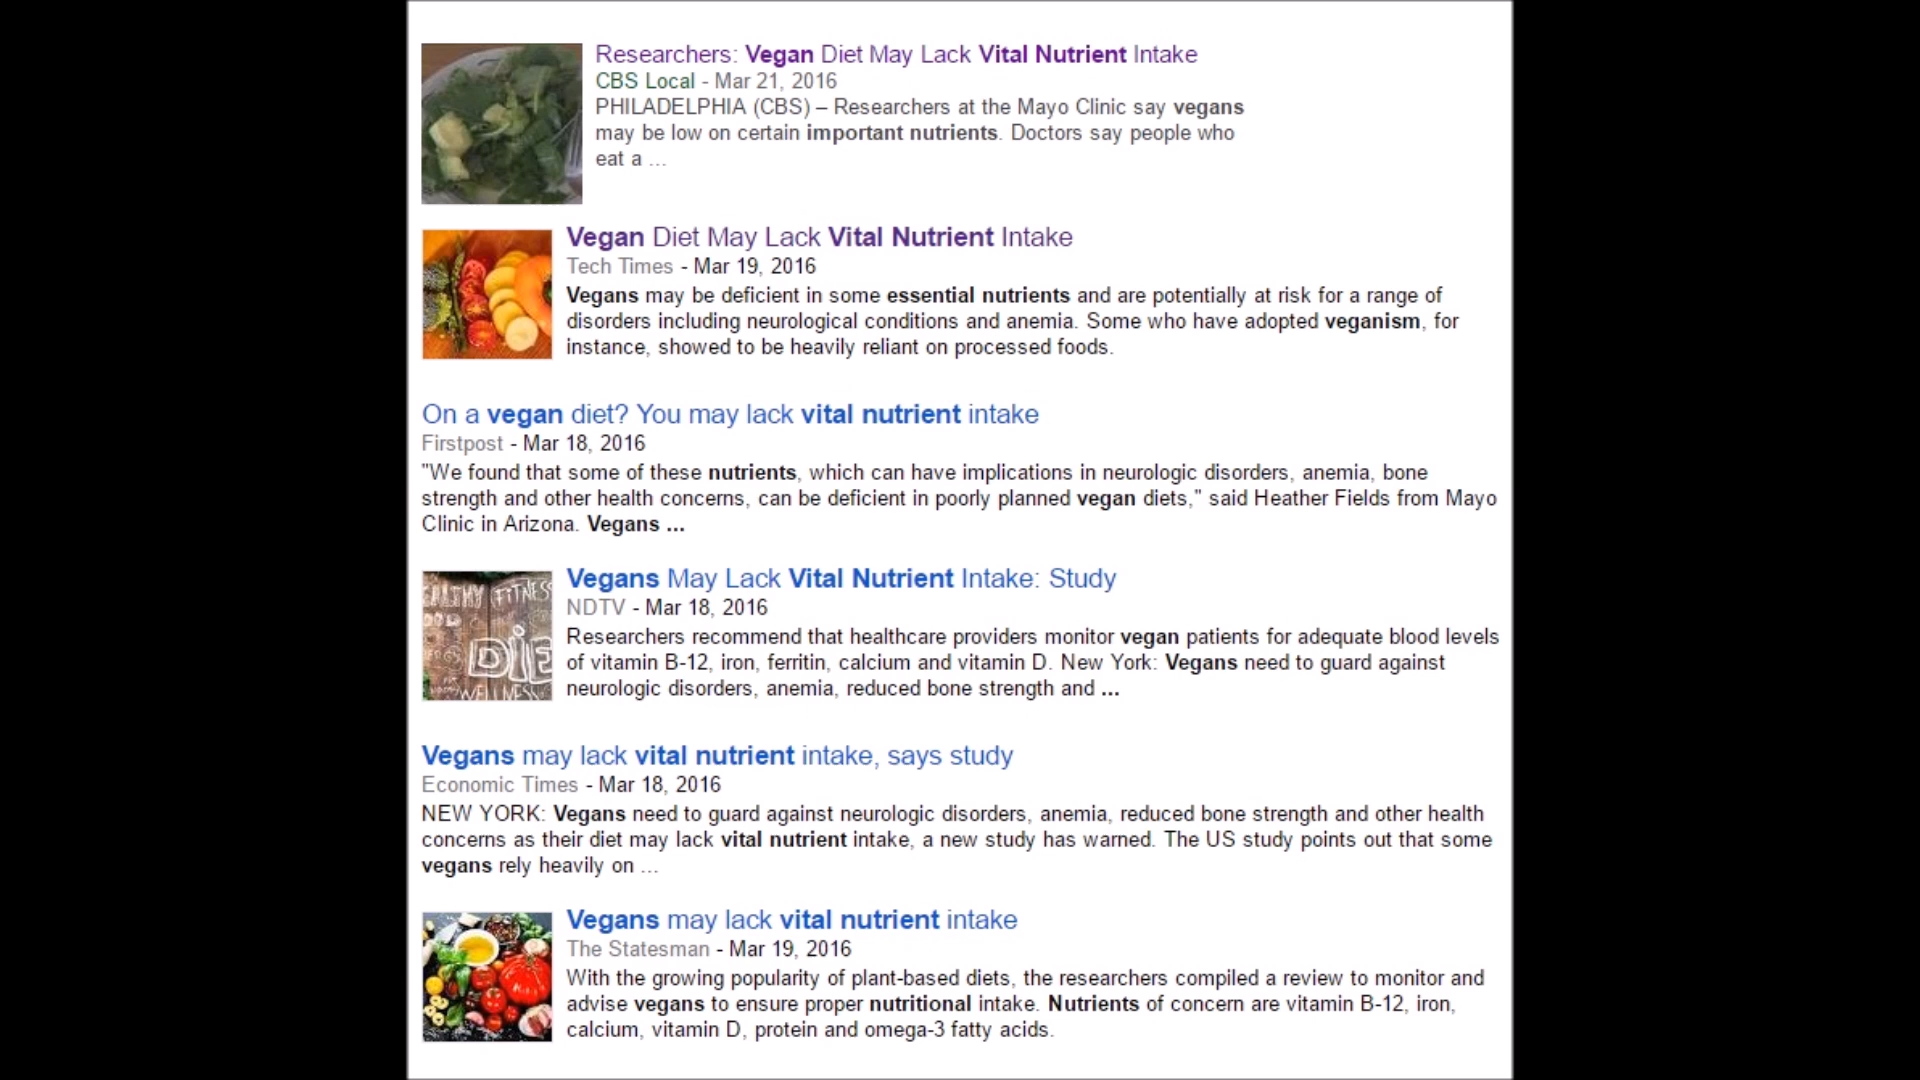 Researchers: Vegan Diet May Lack Vital Nutrient Intake
CBS Local - Mar 21, 2016
PHILADELPHIA (CBS) – Researchers at the Mayo Clinic say vegans
may be low on certain important nutrients. Doctors say people who
eat a ...
Vegan Diet May Lack Vital Nutrient Intake
Tech Times - Mar 19, 2016
Vegans may be deficient in some essential nutrients and are potentially at risk for a range of
disorders including neurological conditions and anemia. Some who have adopted veganism, for
instance, showed to be heavily reliant on processed foods.
On a vegan diet? You may lack vital nutrient intake
Firstpost - Mar 18, 2016
"We found that some of these nutrients, which can have implications in neurologic disorders, anemia, bone
strength and other health concerns, can be deficient in poorly planned vegan diets," said Heather Fields from Mayo
Clinic in Arizona. Vegans ...
Vegans May Lack Vital Nutrient Intake: Study
NDTV - Mar 18, 2016
Researchers recommend that healthcare providers monitor vegan patients for adequate blood levels
of vitamin B-12, iron, ferritin, calcium and vitamin D. New York: Vegans need to guard against
neurologic disorders, anemia, reduced bone strength and ...
FITNESS
DIE
WELLNESS
Vegans may lack vital nutrient intake, says study
Economic Times - Mar 18, 2016
NEW YORK: Vegans need to guard against neurologic disorders, anemia, reduced bone strength and other health
concerns as their diet may lack vital nutrient intake, a new study has warned. The US study points out that some
vegans rely heavily on ...
Vegans may lack vital nutrient intake
The Statesman - Mar 19, 2016
With the growing popularity of plant-based diets, the researchers compiled a review to monitor and
advise vegans to ensure proper nutritional intake. Nutrients of concern are vitamin B-12, iron,
calcium, vitamin D, protein and omega-3 fatty acids.